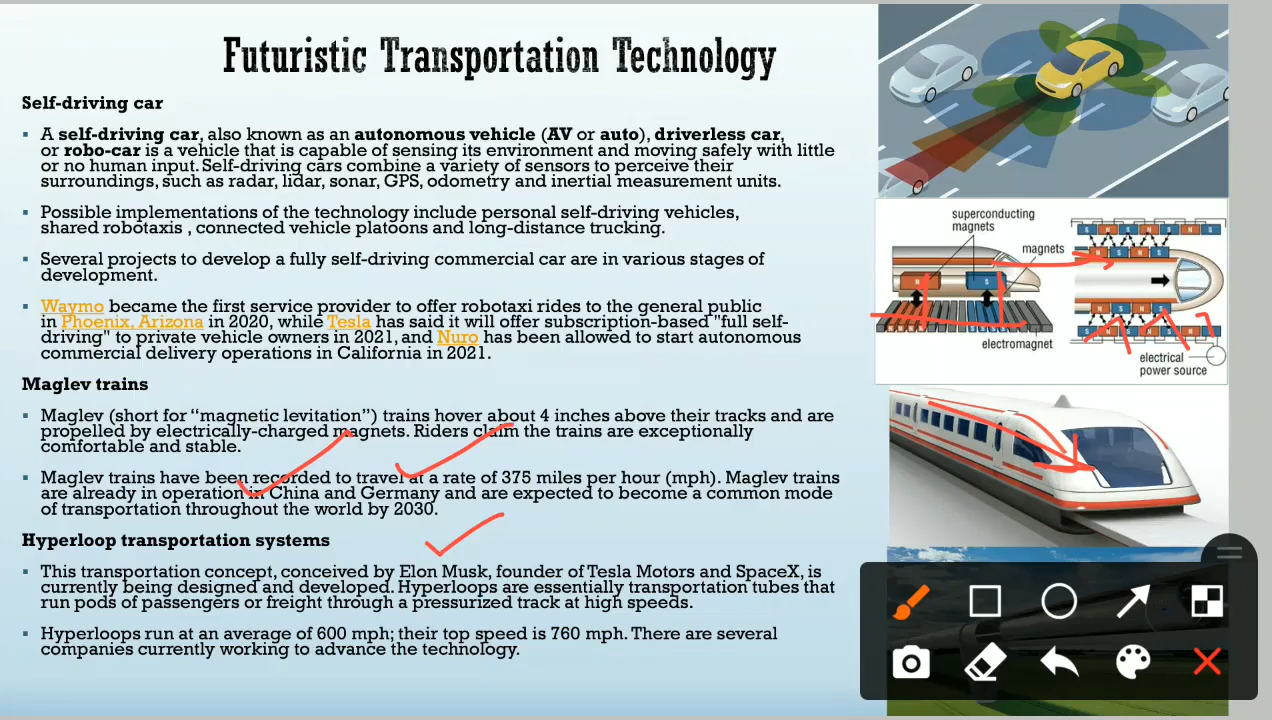 Futuristic Transportation Technology
Self-driving car
▪ A self-driving car, also known as an autonomous vehicle (AV or auto), driverless car,
or robo-car is a vehicle that is capable of sensing its environment and moving safely with little
or no human input. Self-driving cars combine a variety of sensors to perceive their
surroundings, such as radar, lidar, sonar, GPS, odometry and inertial measurement units.
▪ Possible implementations of the technology include personal self-driving vehicles,
shared robotaxis , connected vehicle platoons and long-distance trucking.
▪ Several projects to develop a fully self-driving commercial car are in various stages of
development.
▪ Waymo became the first service provider to offer robotaxi rides to the general public
in Phoenix, Arizona in 2020, while Tesla has said it will offer subscription-based "full self-
driving" to private vehicle owners in 2021, and Nuro has been allowed to start autonomous
commercial delivery operations in California in 2021.
Maglev trains
▪ Maglev (short for “magnetic levitation”) trains hover about 4 inches above their tracks and are
propelled by electrically-charged magnets. Riders claim the trains are exceptionally
comfortable and stable.
▪ Maglev trains have been recorded to travel at a rate of 375 miles per hour (mph). Maglev trains
are already in operation in China and Germany and are expected to become a common mode
of transportation throughout the world by 2030.
Hyperloop transportation systems
▪ This transportation concept, conceived by Elon Musk, founder of Tesla Motors and SpaceX, is
currently being designed and developed. Hyperloops are essentially transportation tubes that
run pods of passengers or freight through a pressurized track at high speeds.
▪ Hyperloops run at an average of 600 mph; their top speed is 760 mph. There are several
companies currently working to advance the technology.
superconducting
magnets
magnets
N S
electromagnet
S N S N S N S
electrical
power source